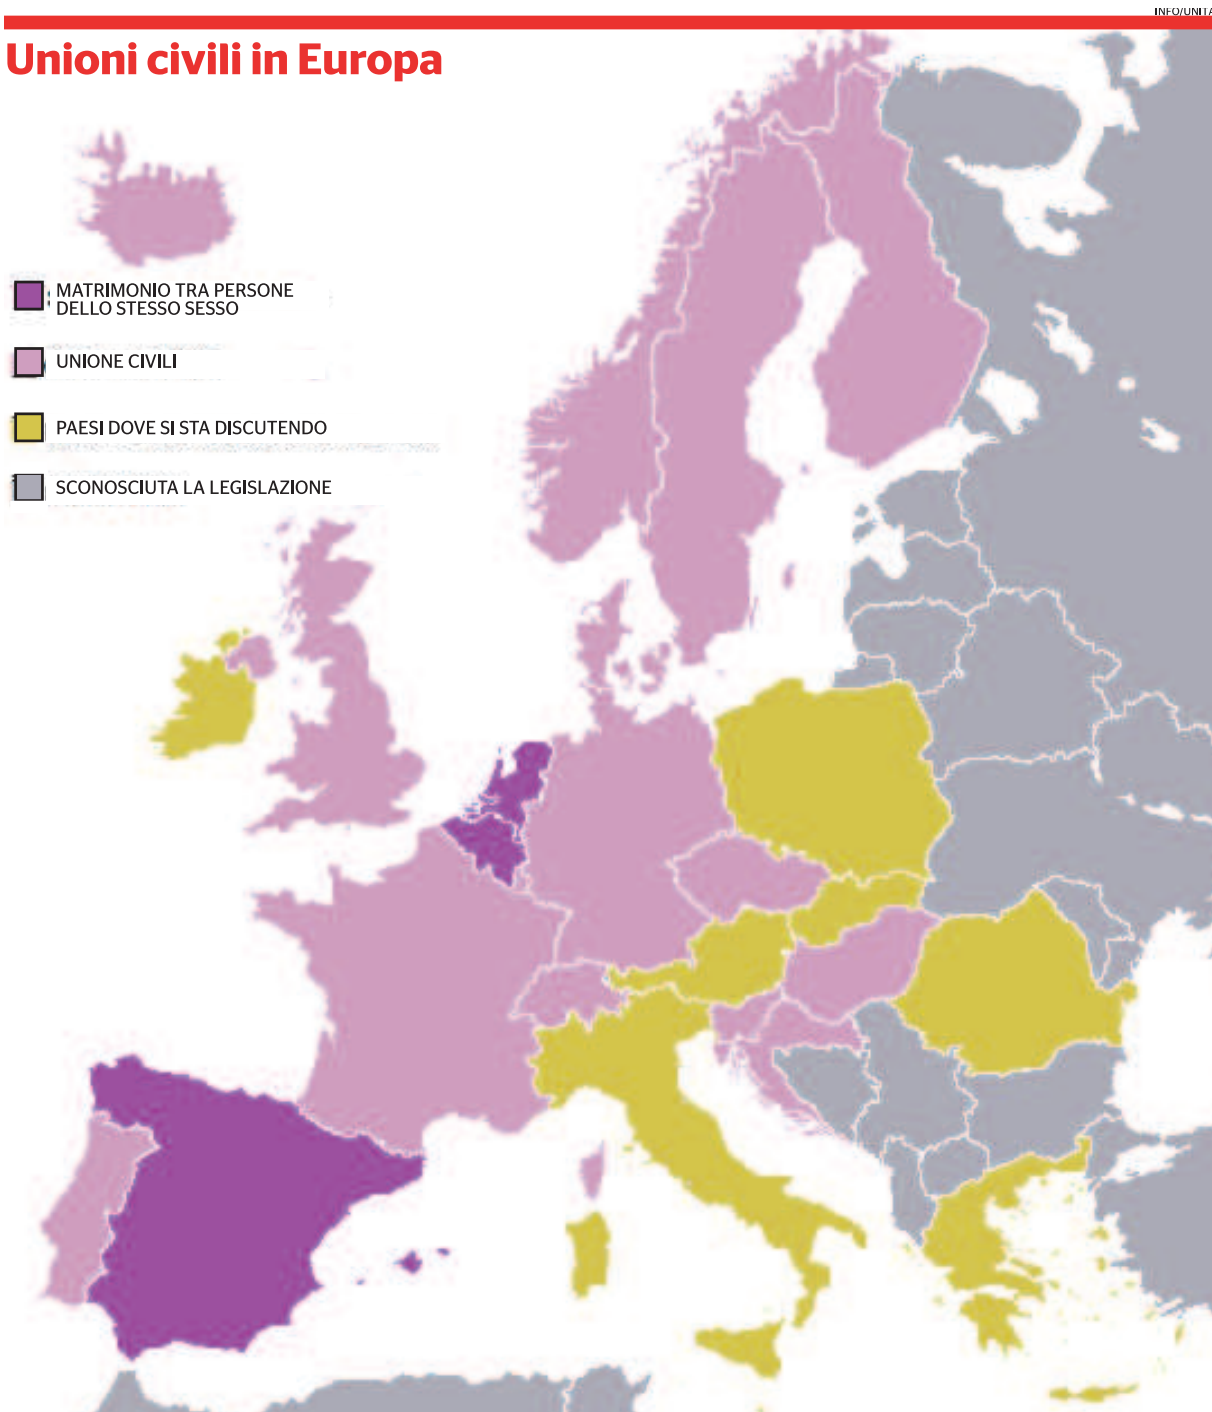 INFO/UNITÀ
Unioni civili in Europa
MATRIMONIO TRA PERSONE
DELLO STESSO SESSO
UNIONE CIVILI
PAESI DOVE SI STA DISCUTENDO
SCONOSCIUTA LA LEGISLAZIONE